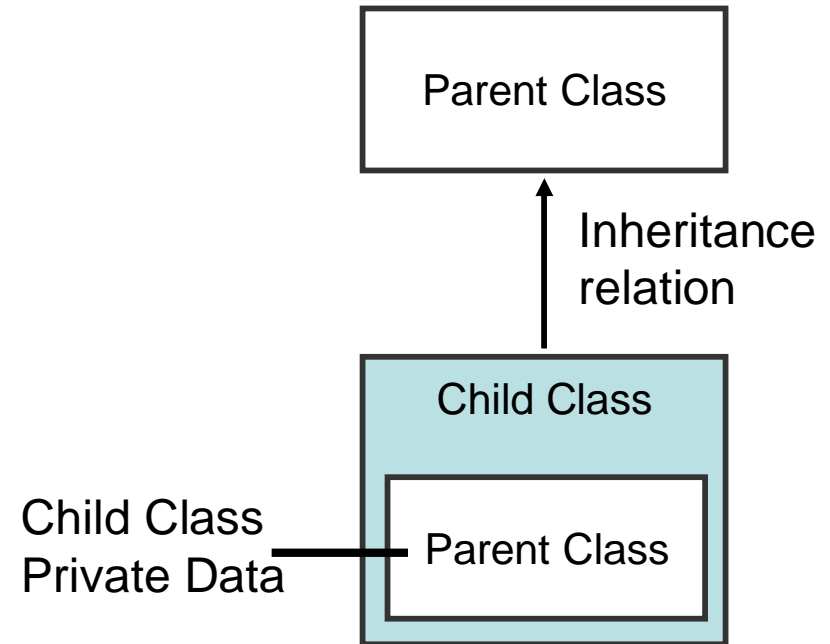 Parent Class
Inheritance
relation
Child Class
Child Class
Private Data
Parent Class